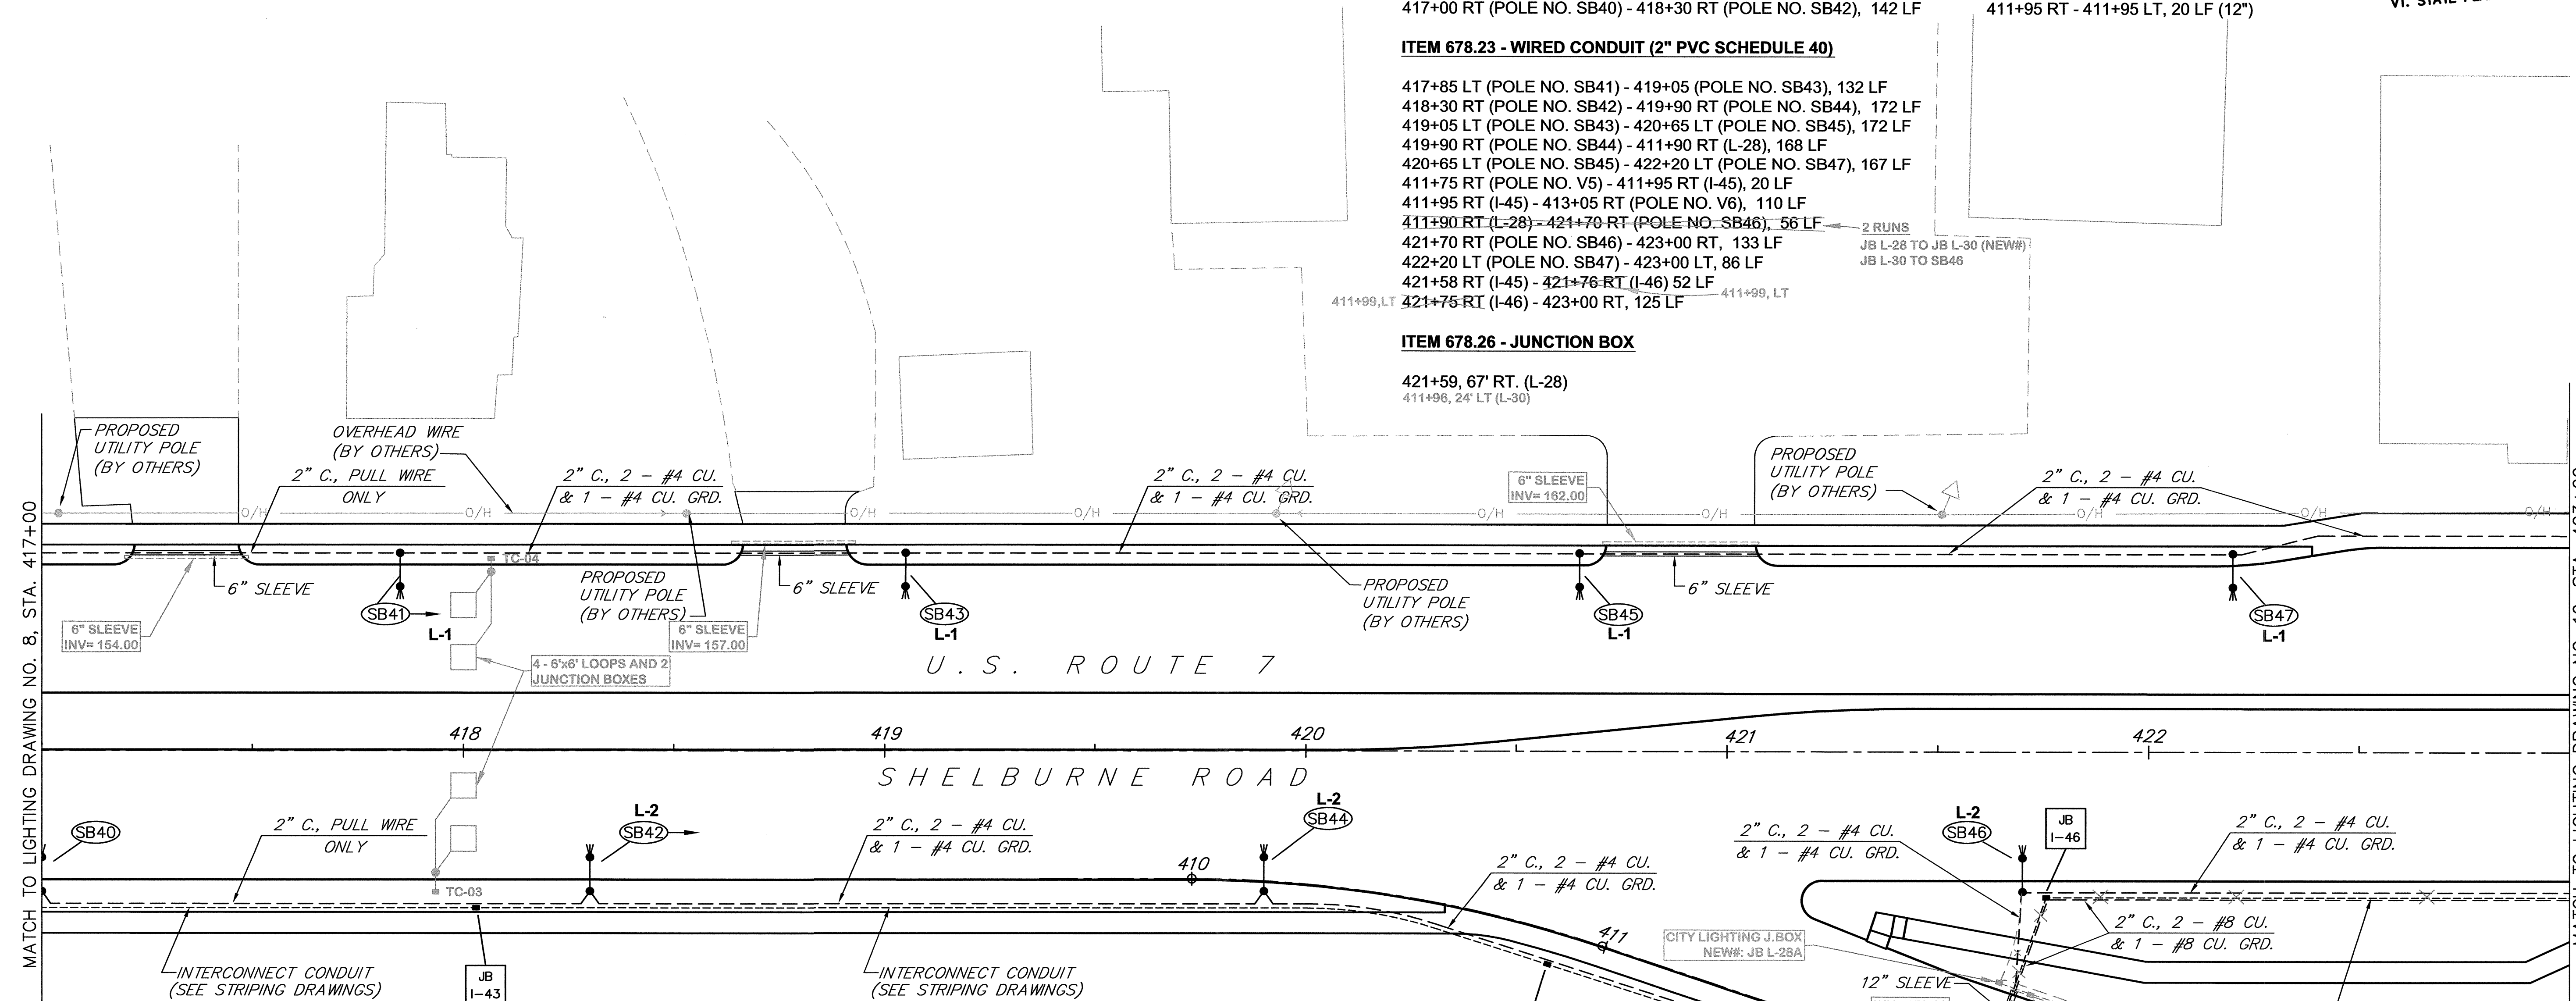 417+00 RT (POLE NO. SB40) - 418+30 RT (POLE NO. SB42), 142 LF
411+95 RT - 411+95 LT, 20 LF (12")
VT. STATE
ITEM 678.23 - WIRED CONDUIT (2" PVC SCHEDULE 40)
417+85 LT (POLE NO. SB41) - 419+05 (POLE NO. SB43), 132 LF
418+30 RT (POLE NO. SB42) - 419+90 RT (POLE NO. SB44), 172 LF
419+05 LT (POLE NO. SB43) - 420+65 LT (POLE NO. SB45), 172 LF
419+90 RT (POLE NO. SB44) - 411+90 RT (L-28), 168 LF
420+65 LT (POLE NO. SB45) - 422+20 LT (POLE NO. SB47), 167 LF
411+75 RT (POLE NO. V5) - 411+95 RT (I-45), 20 LF
411+95 RT (I-45) - 413+05 RT (POLE NO. V6), 110 LF
411+90 RT (L-28) - 421+70 RT (POLE NO. SB46), 56 LF
2 RUNS
JB L-28 TO JB L-30 (NEW#)
JB L-30 TO SB46
421+70 RT (POLE NO. SB46) - 423+00 RT, 133 LF
422+20 LT (POLE NO. SB47) - 423+00 LT, 86 LF
421+58 RT (I-45) - 421+76 RT (I-46) 52 LF
411+99, LT
411+99,LT
421+75 RT (I-46) - 423+00 RT, 125 LF
ITEM 678.26 - JUNCTION BOX
421+59, 67' RT. (L-28)
411+96, 24' LT (L-30)
PROPOSED
UTILITY POLE
(BY OTHERS)
OVERHEAD WIRE
(BY OTHERS)
2" C., PULL WIRE
ONLY
2" C., 2 - #4 CU.
& 1 - #4 CU. GRD.
2" C., 2 - #4 CU.
& 1 - #4 CU. GRD.
6" SLEEVE
INV= 162.00
PROPOSED
UTILITY POLE
(BY OTHERS)
2" C., 2 - #4 CU.
& 1 - #4 CU. GRD.
O/H
O/H
O/H
O/H
O/H
O/H
O/H
O/H
O/H
TC-04
6" SLEEVE
PROPOSED
UTILITY POLE
(BY OTHERS)
6" SLEEVE
PROPOSED
UTILITY POLE
(BY OTHERS)
6" SLEEVE
SB41
L-1
SB43
L-1
SB45
L-1
SB47
L-1
6" SLEEVE
INV= 154.00
6" SLEEVE
INV= 157.00
4 - 6'x6' LOOPS AND 2
JUNCTION BOXES
U.S. ROUTE 7
418
419
420
421
422
SHELBURNE ROAD
MATCH TO LIGHTING DRAWING NO. 8, STA. 417+00
SB40
2" C., PULL WIRE
ONLY
L-2
SB42
2" C., 2 - #4 CU.
& 1 - #4 CU. GRD.
L-2
SB44
410
2" C., 2 - #4 CU.
& 1 - #4 CU. GRD.
2" C., 2 - #4 CU.
& 1 - #4 CU. GRD.
L-2
SB46
JB
I-46
2" C., 2 - #4 CU.
& 1 - #4 CU. GRD.
TC-03
411
CITY LIGHTING J.BOX
NEW#: JB L-28A
2" C., 2 - #8 CU.
& 1 - #8 CU. GRD.
12" SLEEVE
INTERCONNECT CONDUIT
(SEE STRIPING DRAWINGS)
JB
I-43
INTERCONNECT CONDUIT
(SEE STRIPING DRAWINGS)